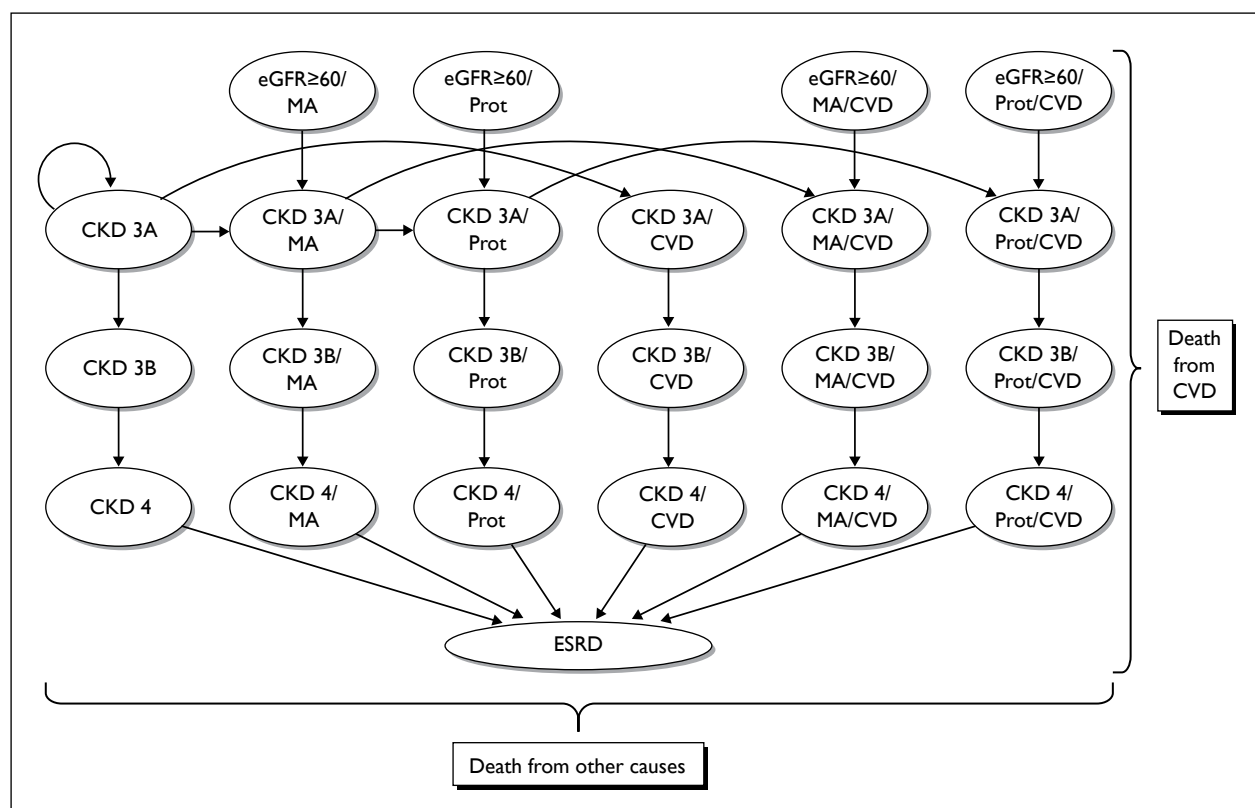 eGFR≥60/
MA
eGFR≥60/
Prot
eGFR≥60/
MA/CVD
eGFR≥60/
Prot/CVD
CKD 3A
CKD 3A/
MA
CKD 3A/
Prot
CKD 3A/
CVD
CKD 3A/
MA/CVD
CKD 3A/
Prot/CVD
CKD 3B
CKD 3B/
MA
CKD 3B/
Prot
CKD 3B/
CVD
CKD 3B/
MA/CVD
CKD 3B/
Prot/CVD
Death
from
CVD
CKD 4
CKD 4/
MA
CKD 4/
Prot
CKD 4/
CVD
CKD 4/
MA/CVD
CKD 4/
Prot/CVD
ESRD
Death from other causes